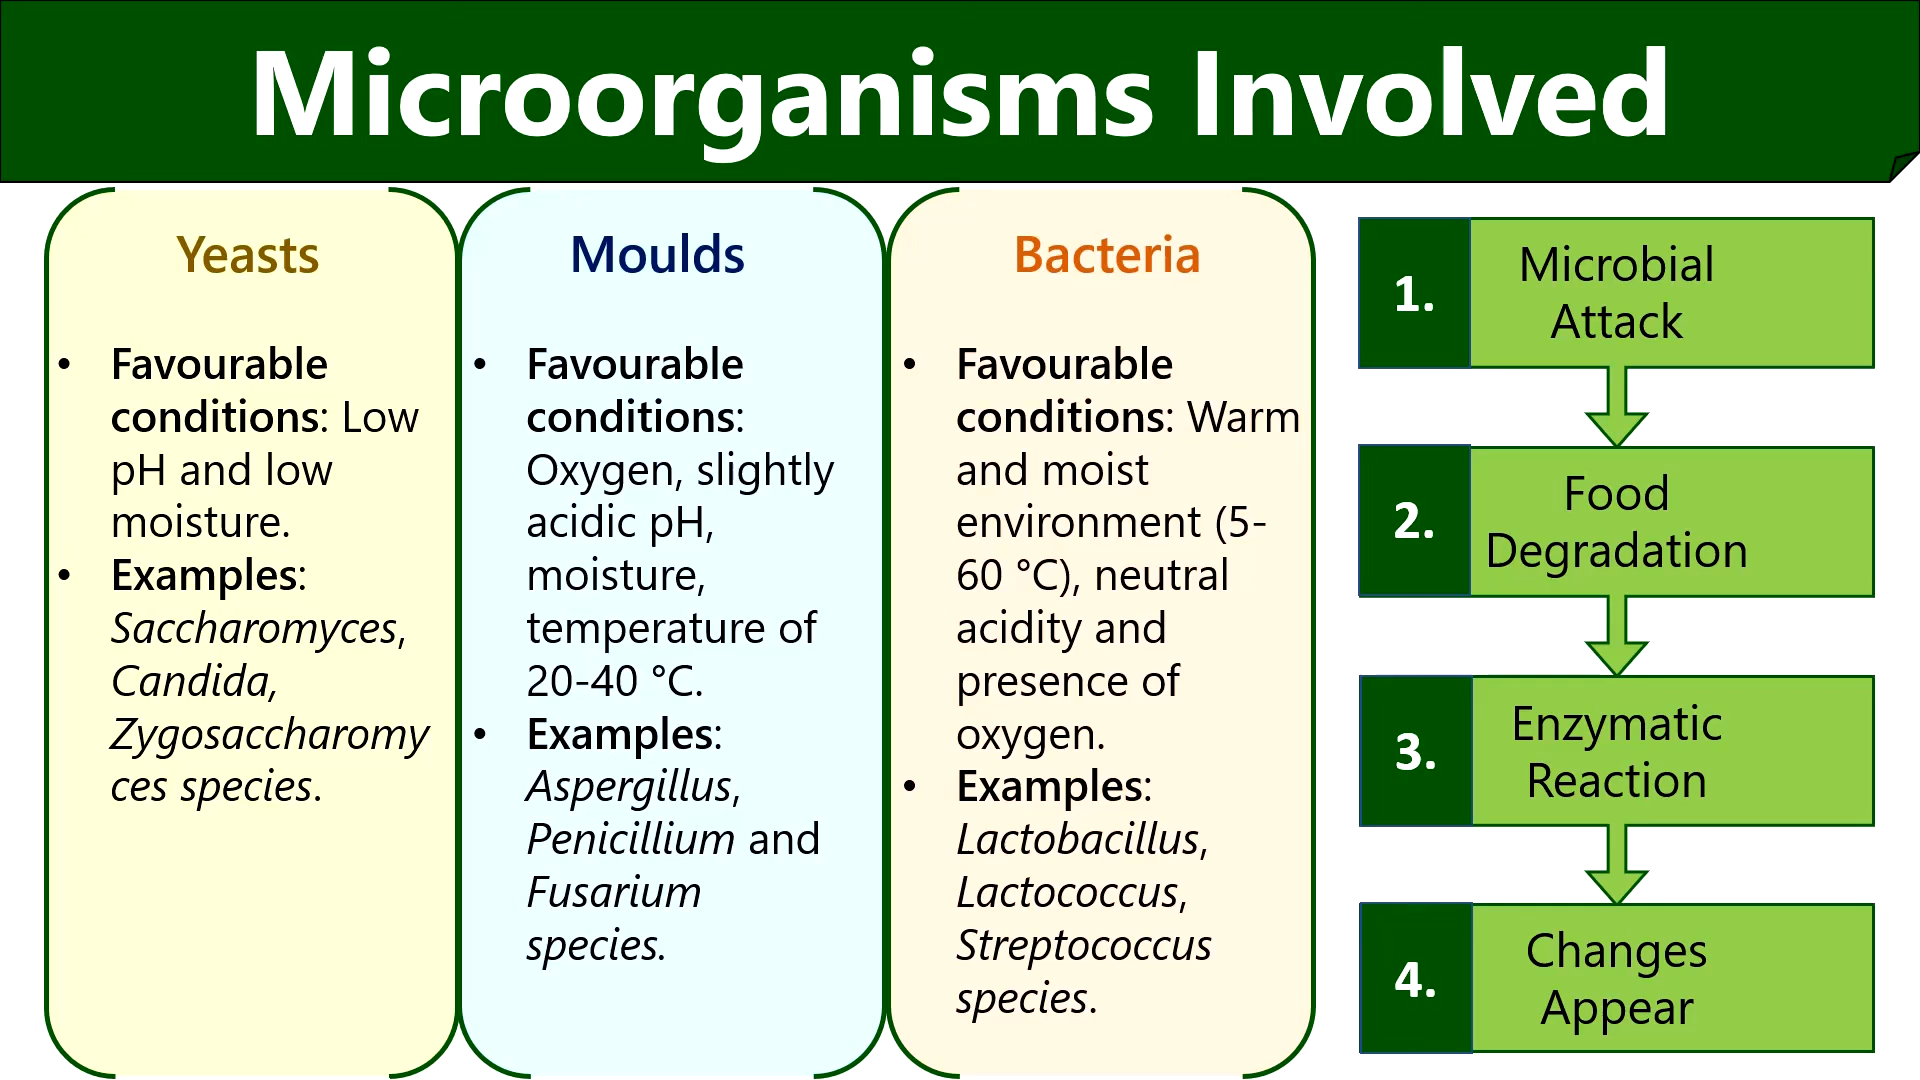 Microorganisms Involved
Yeasts
• Favourable
conditions: Low
pH and low
moisture.
• Examples:
Saccharomyces,
Candida,
Zygosaccharomy
ces species.
Moulds
• Favourable
conditions:
Oxygen, slightly
acidic pH,
moisture,
temperature of
20-40 °C.
• Examples:
Aspergillus,
Penicillium and
Fusarium
species.
Bacteria
• Favourable
conditions: Warm
and moist
environment (5-
60 °C), neutral
acidity and
presence of
oxygen.
• Examples:
Lactobacillus,
Lactococcus,
Streptococcus
species.
1.
Microbial
Attack
2.
Food
Degradation
3.
Enzymatic
Reaction
4.
Changes
Appear